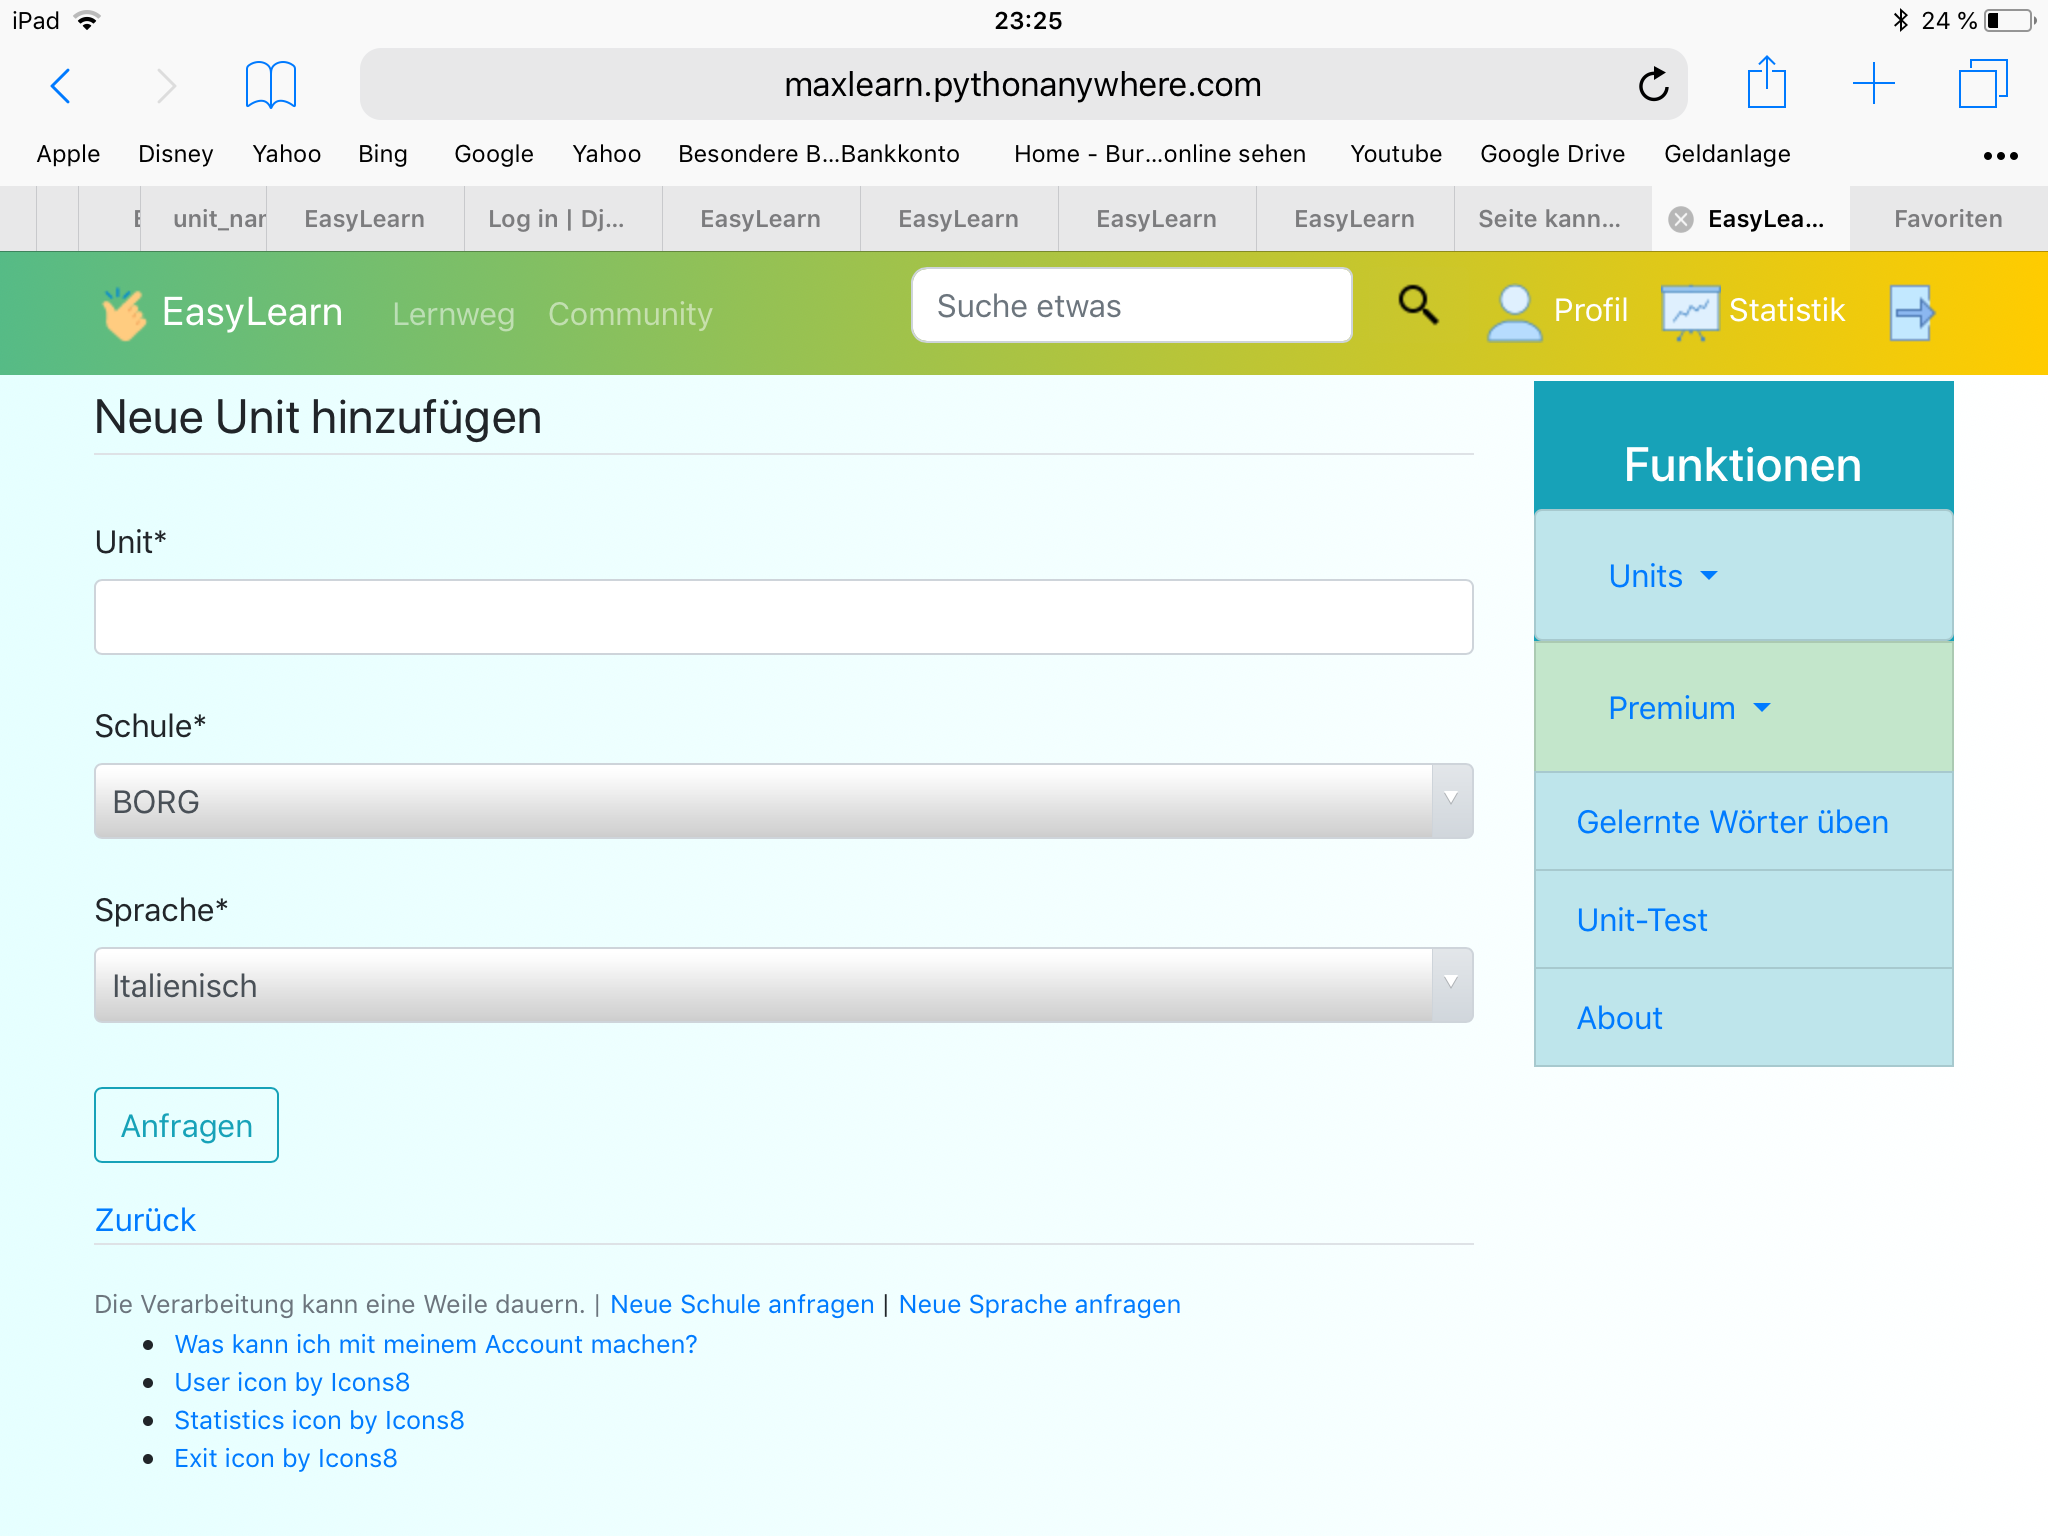 iPad 23:25 24 %
maxlearn.pythonanywhere.com
Apple Disney Yahoo Bing Google Yahoo Besondere B...Bankkonto Home - Bur...online sehen Youtube Google Drive Geldanlage
unit_nar EasyLearn Log in | Dj... EasyLearn EasyLearn EasyLearn EasyLearn Seite kann... EasyLea... Favoriten
EasyLearn Lernweg Community Suche etwas Profil Statistik
Neue Unit hinzufügen
Unit*
Schule*
BORG
Sprache*
Italienisch
Anfragen
Zurück
Die Verarbeitung kann eine Weile dauern. | Neue Schule anfragen | Neue Sprache anfragen
Was kann ich mit meinem Account machen?
User icon by Icons8
Statistics icon by Icons8
Exit icon by Icons8
Funktionen
Units
Premium
Gelernte Wörter üben
Unit-Test
About